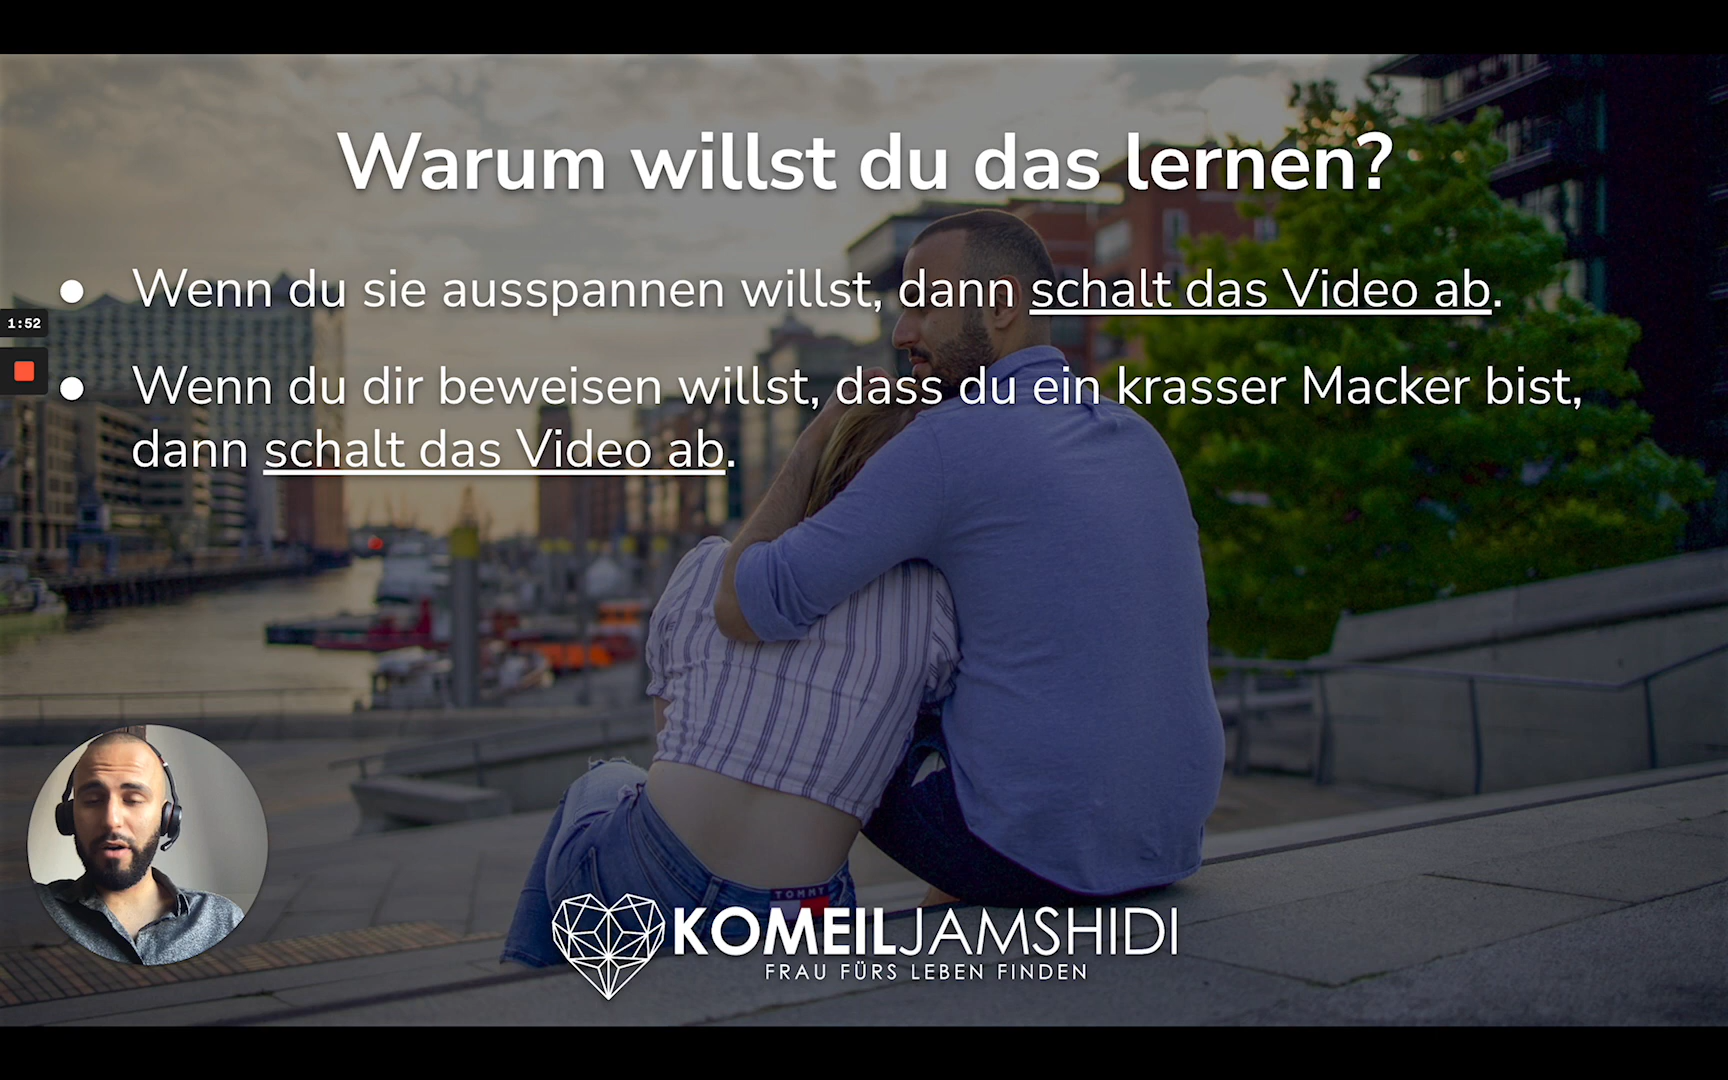 Warum willst du das lernen?
● Wenn du sie ausspannen willst, dann schalt das Video ab.
1:52
● Wenn du dir beweisen willst, dass du ein krasser Macker bist,
dann schalt das Video ab.
TOMMY
KOMEILJAMSHIDI
FRAU FÜRS LEBEN FINDEN